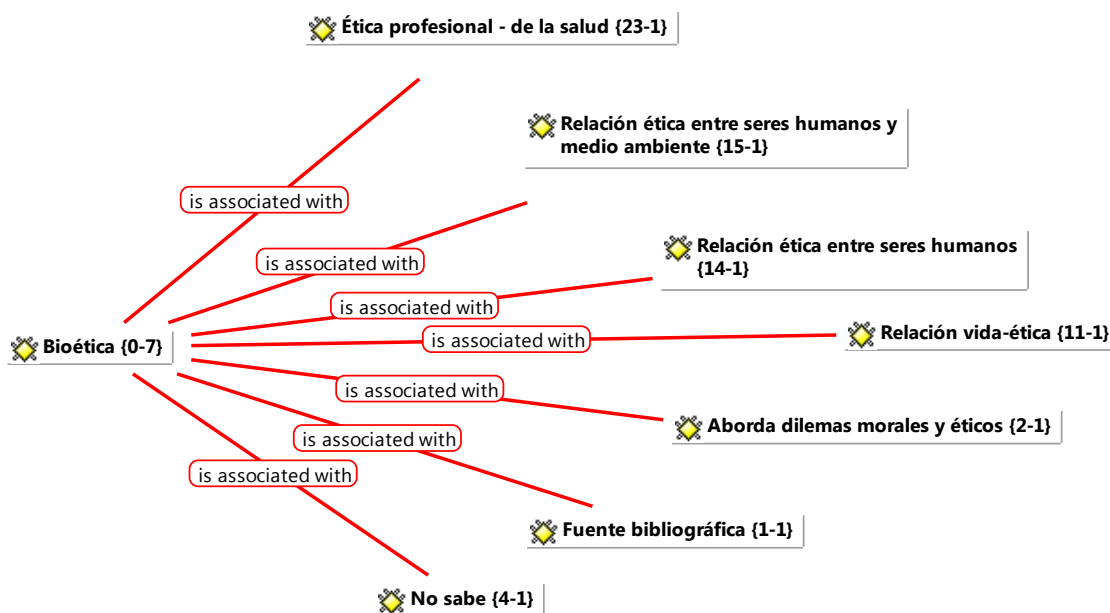 Ética profesional - de la salud {23-1}
Relación ética entre seres humanos y
medio ambiente {15-1}
is associated with
Relación ética entre seres humanos
{14-1}
is associated with
is associated with
Relación vida-ética {11-1}
is associated with
Bioética {0-7}
is associated with
Aborda dilemas morales y éticos {2-1}
is associated with
is associated with
Fuente bibliográfica {1-1}
No sabe {4-1}